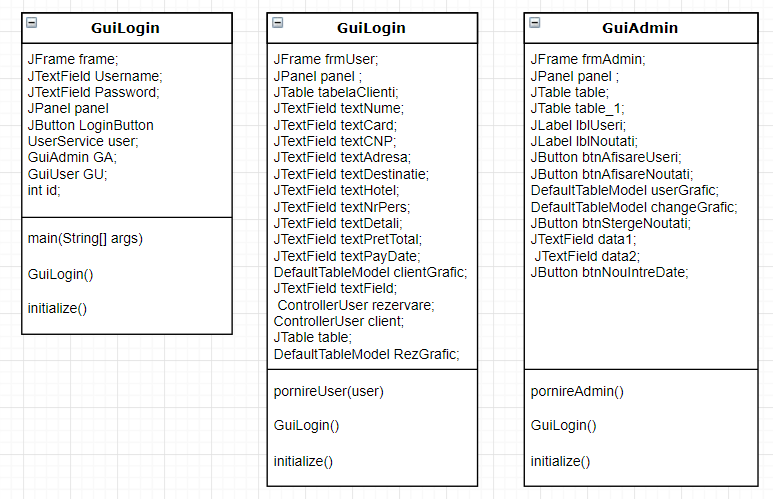 GuiLogin
JFrame frame;
JTextField Username;
JTextField Password;
JPanel panel
JButton LoginButton
UserService user;
GuiAdmin GA;
GuiUser GU;
int id;
main(String[] args)
GuiLogin()
initialize()
GuiLogin
JFrame frmUser;
JPanel panel ;
JTable tabelaClienti;
JTextField textNume;
JTextField textCard;
JTextField textCNP;
JTextField textAdresa;
JTextField textDestinatie;
JTextField textHotel;
JTextField textNrPers;
JTextField textDetali;
JTextField textPretTotal;
JTextField textPayDate;
DefaultTableModel clientGrafic;
JTextField textField;
ControllerUser rezervare;
ControllerUser client;
JTable table;
DefaultTableModel RezGrafic;
pornireUser(user)
GuiLogin()
initialize()
GuiAdmin
JFrame frmAdmin;
JPanel panel ;
JTable table;
JTable table_1;
JLabel lblUseri;
JLabel lblNoutati;
JButton btnAfisareUseri;
JButton btnAfisareNoutati;
DefaultTableModel userGrafic;
DefaultTableModel changeGrafic;
JButton btnStergeNoutati;
JTextField data1;
JTextField data2;
JButton btnNouIntreDate;
pornireAdmin()
GuiLogin()
initialize()